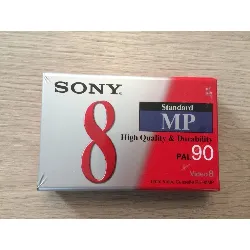 SONY
8
Standard
MP
High Quality & Durability
PAL 90
Video 8